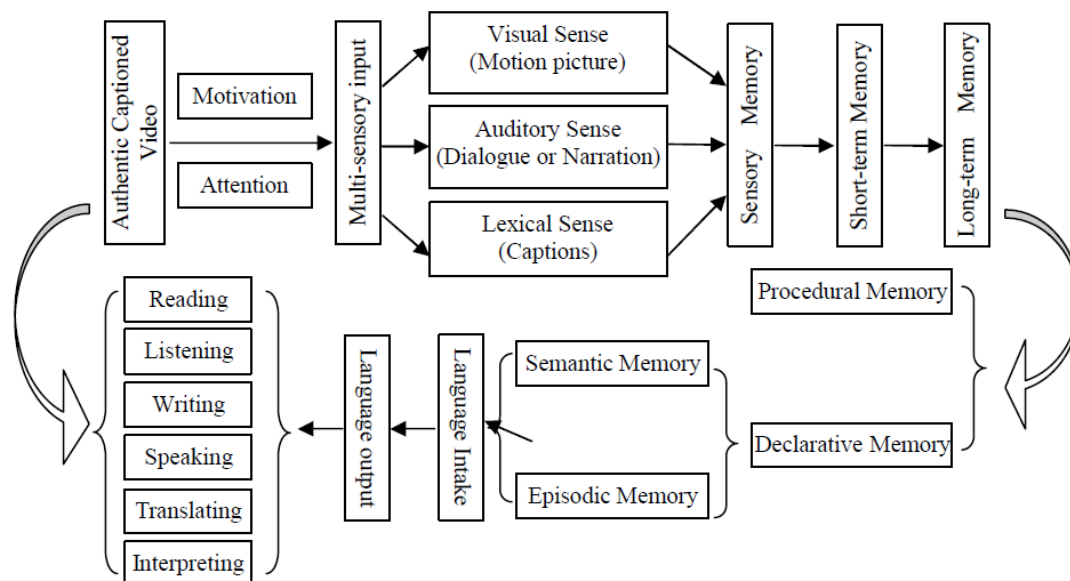 Authentic Captioned
Video
Motivation
Attention
Multi-sensory input
Visual Sense
(Motion picture)
Auditory Sense
(Dialogue or Narration)
Lexical Sense
(Captions)
Sensory Memory
Short-term Memory
Long-term Memory
Reading
Listening
Writing
Speaking
Translating
Interpreting
Language output
Language Intake
Semantic Memory
Episodic Memory
Procedural Memory
Declarative Memory